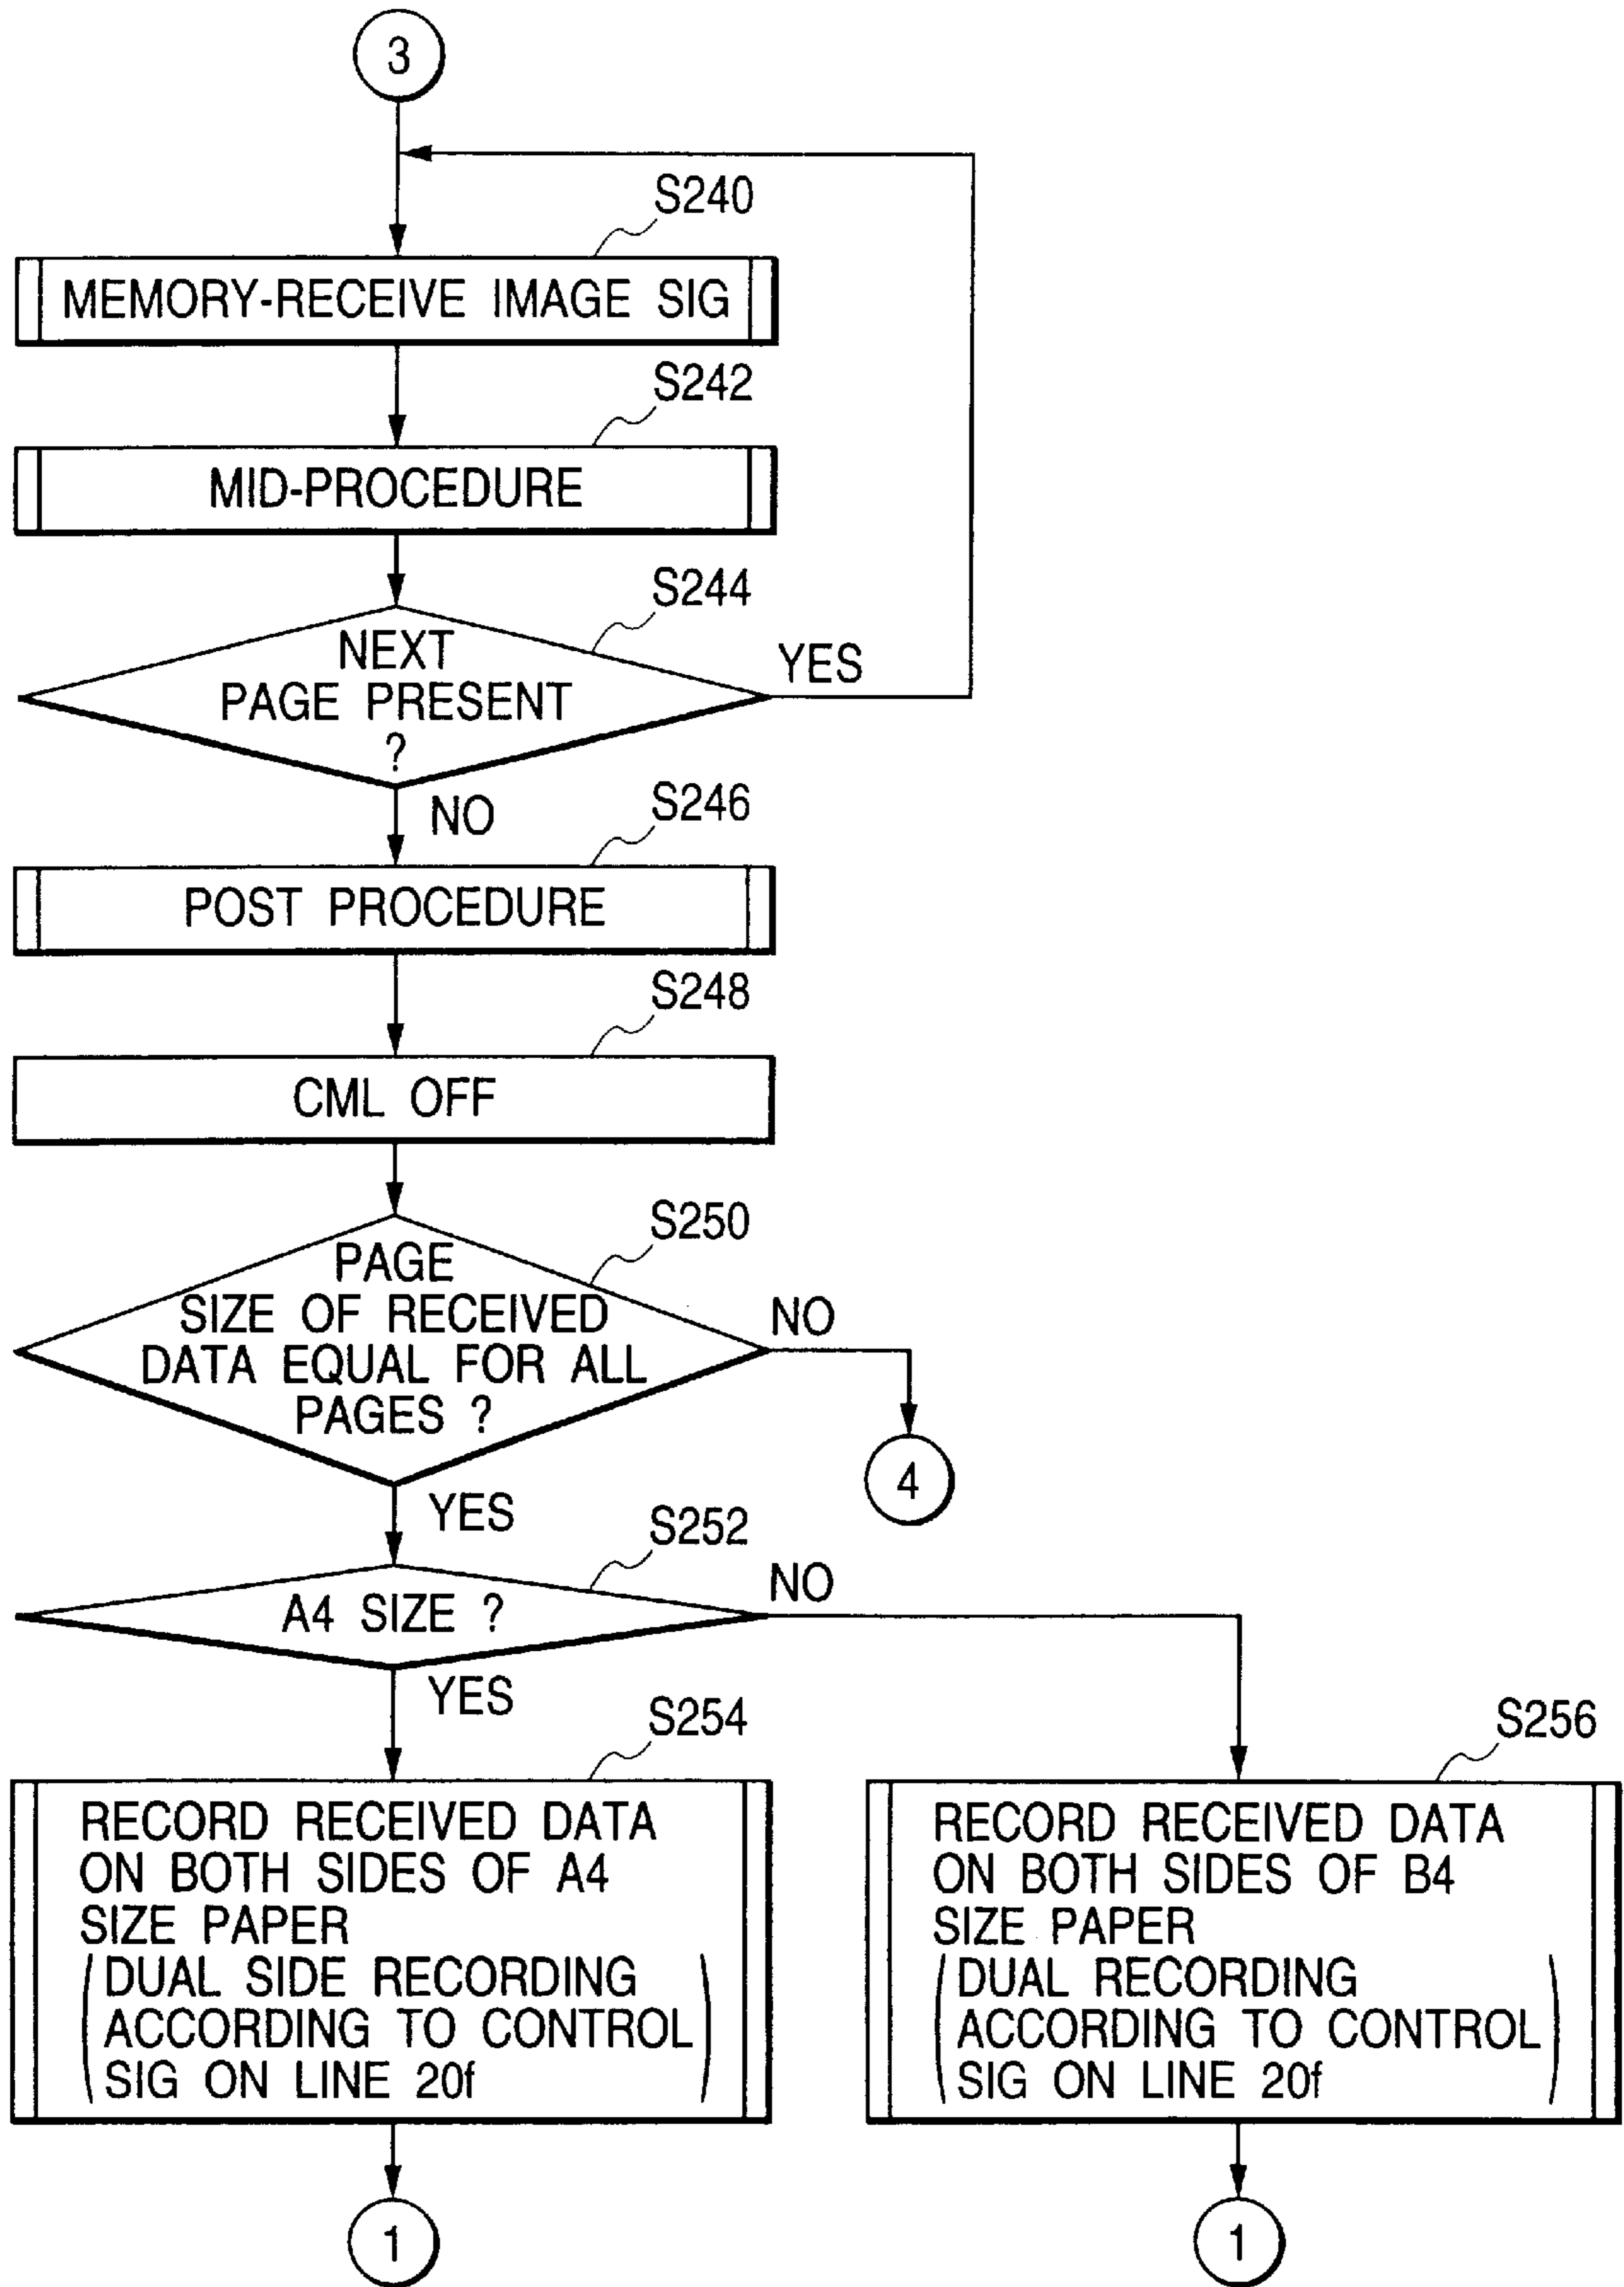 3
S240
MEMORY-RECEIVE IMAGE SIG
S242
MID-PROCEDURE
S244
NEXT
PAGE PRESENT
?
YES
NO
S246
POST PROCEDURE
S248
CML OFF
S250
PAGE
SIZE OF RECEIVED
DATA EQUAL FOR ALL
PAGES ?
NO
4
YES
S252
A4 SIZE ?
NO
YES
S254
RECORD RECEIVED DATA
ON BOTH SIDES OF A4
SIZE PAPER
(DUAL SIDE RECORDING
ACCORDING TO CONTROL
SIG ON LINE 20f)
1
S256
RECORD RECEIVED DATA
ON BOTH SIDES OF B4
SIZE PAPER
(DUAL RECORDING
ACCORDING TO CONTROL
SIG ON LINE 20f)
1